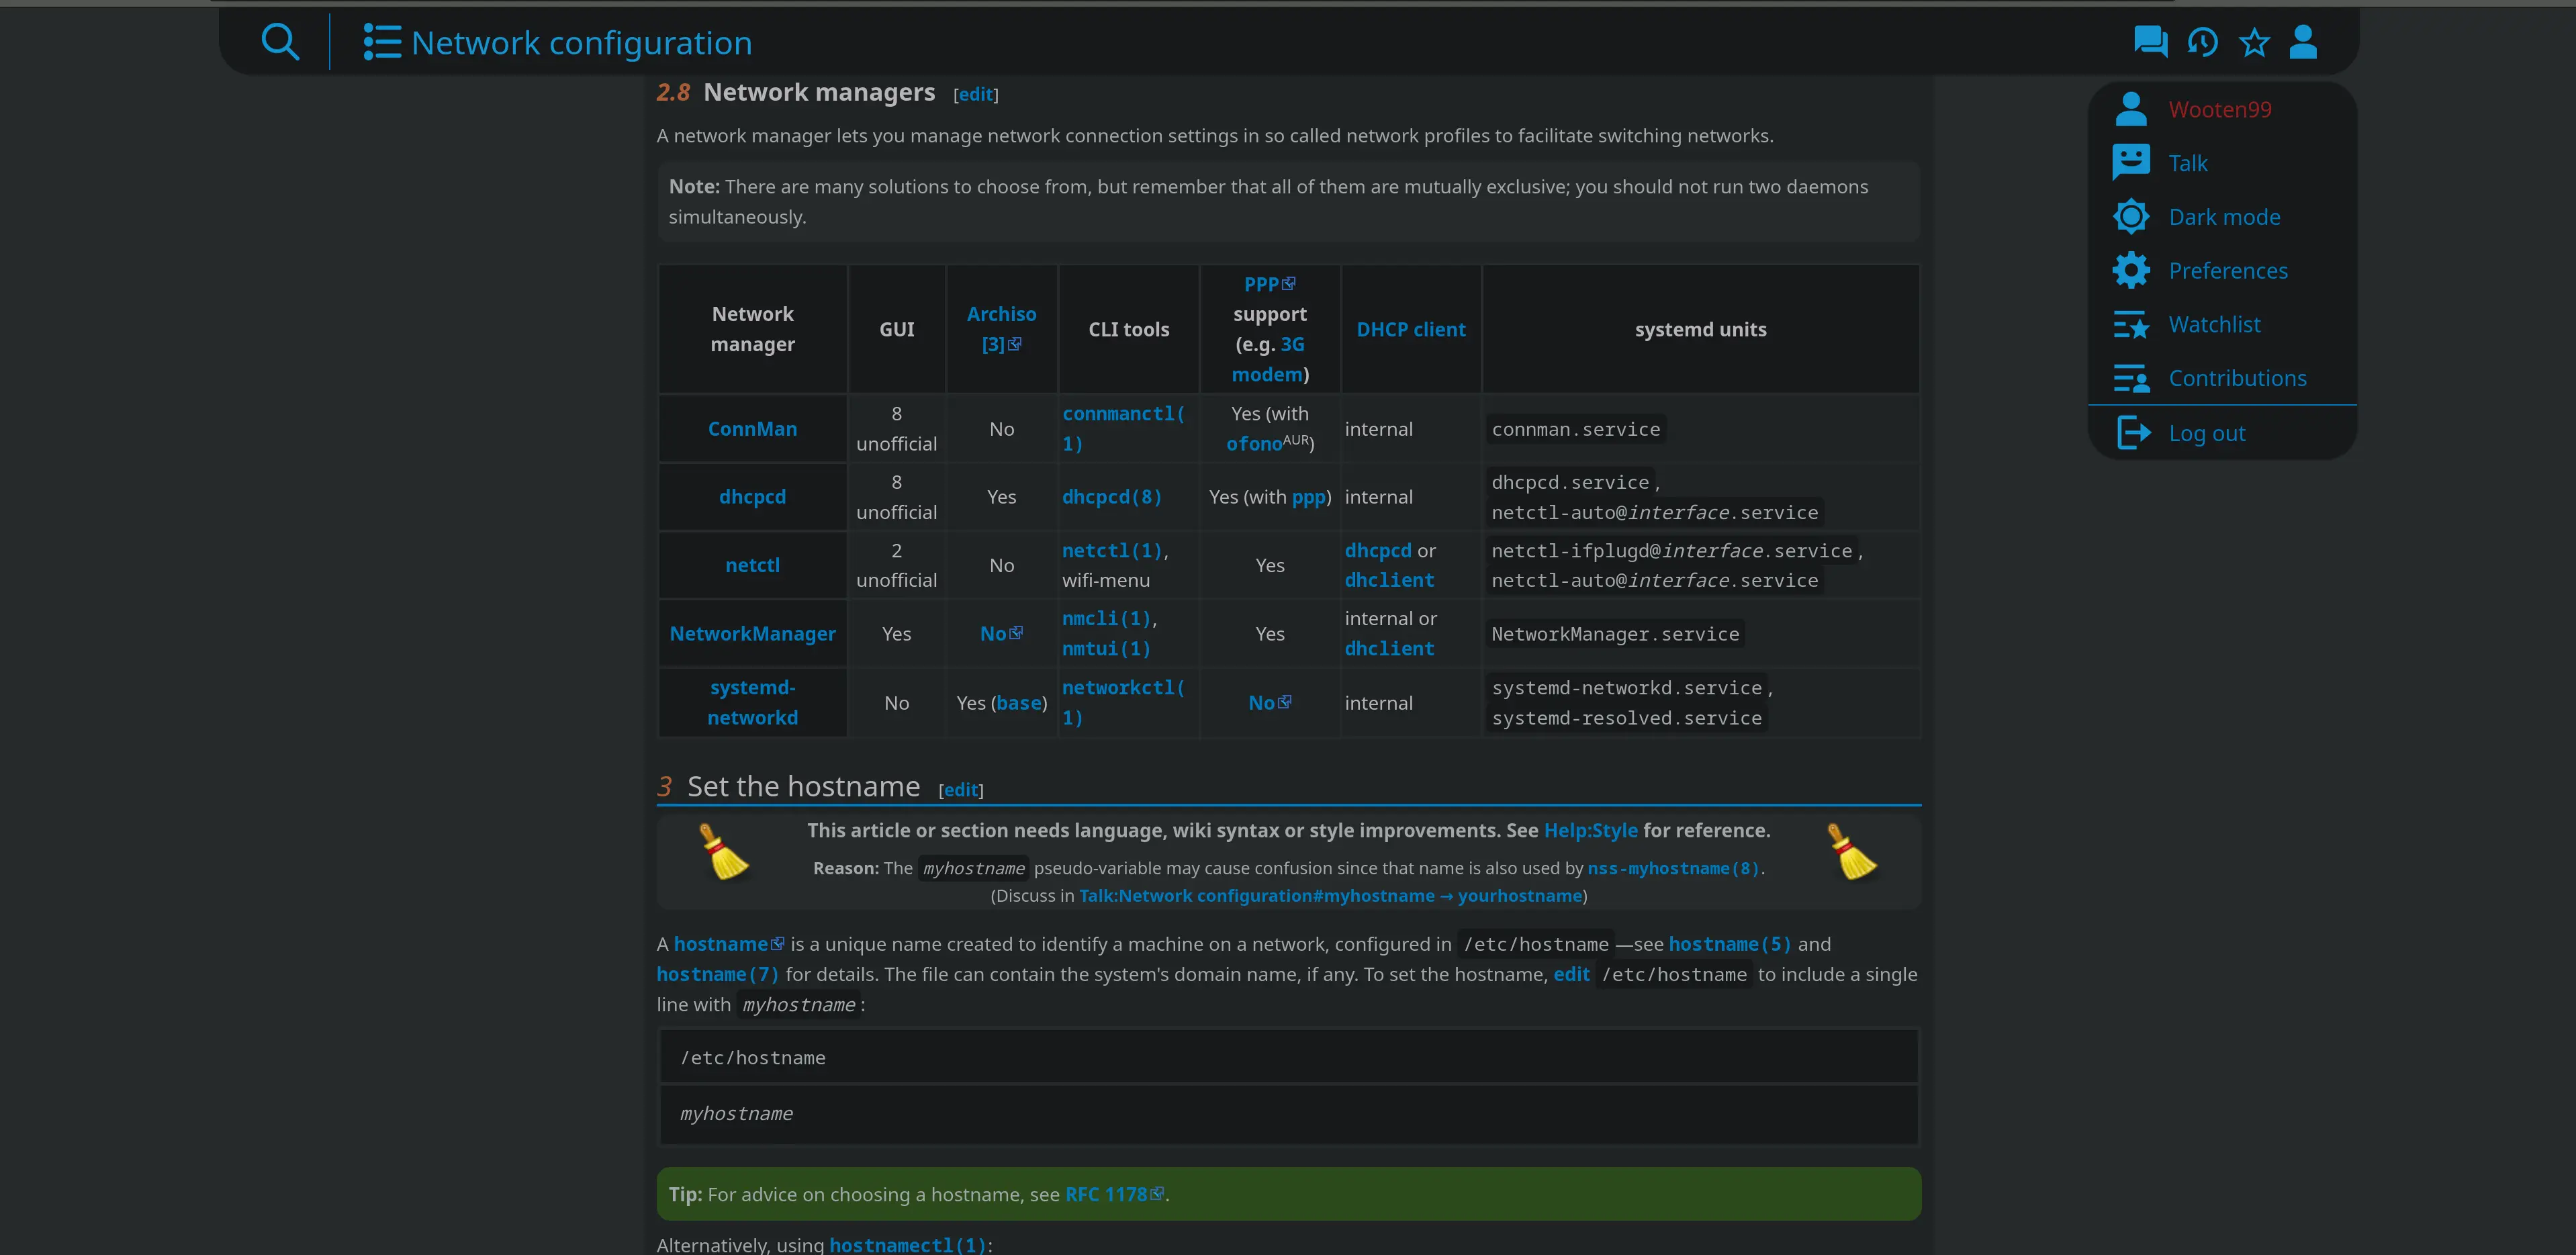 Network configuration
Wooten99
Talk
Dark mode
Preferences
Watchlist
Contributions
Log out
2.8 Network managers [edit]
A network manager lets you manage network connection settings in so called network profiles to facilitate switching networks.
Note: There are many solutions to choose from, but remember that all of them are mutually exclusive; you should not run two daemons
simultaneously.
Network manager GUI Archiso [3] CLI tools PPP support (e.g. 3G modem) DHCP client systemd units
ConnMan 8 unofficial No connmanctl(1) Yes (with ofonoAUR) internal connman.service
dhcpcd 8 unofficial Yes dhcpcd(8) Yes (with ppp) internal dhcpcd.service, netctl-auto@interface.service
netctl 2 unofficial No netctl(1), wifi-menu Yes dhcpcd or dhclient netctl-ifplugd@interface.service, netctl-auto@interface.service
NetworkManager Yes No nmcli(1), nmtui(1) Yes internal or dhclient NetworkManager.service
systemd-networkd No Yes (base) networkctl(1) No internal systemd-networkd.service, systemd-resolved.service
3 Set the hostname [edit]
This article or section needs language, wiki syntax or style improvements. See Help:Style for reference.
Reason: The myhostname pseudo-variable may cause confusion since that name is also used by nss-myhostname(8).
(Discuss in Talk:Network configuration#myhostname → yourhostname)
A hostname is a unique name created to identify a machine on a network, configured in /etc/hostname—see hostname(5) and
hostname(7) for details. The file can contain the system's domain name, if any. To set the hostname, edit /etc/hostname to include a single
line with myhostname:
/etc/hostname
myhostname
Tip: For advice on choosing a hostname, see RFC 1178.
Alternatively, using hostnamectl(1):